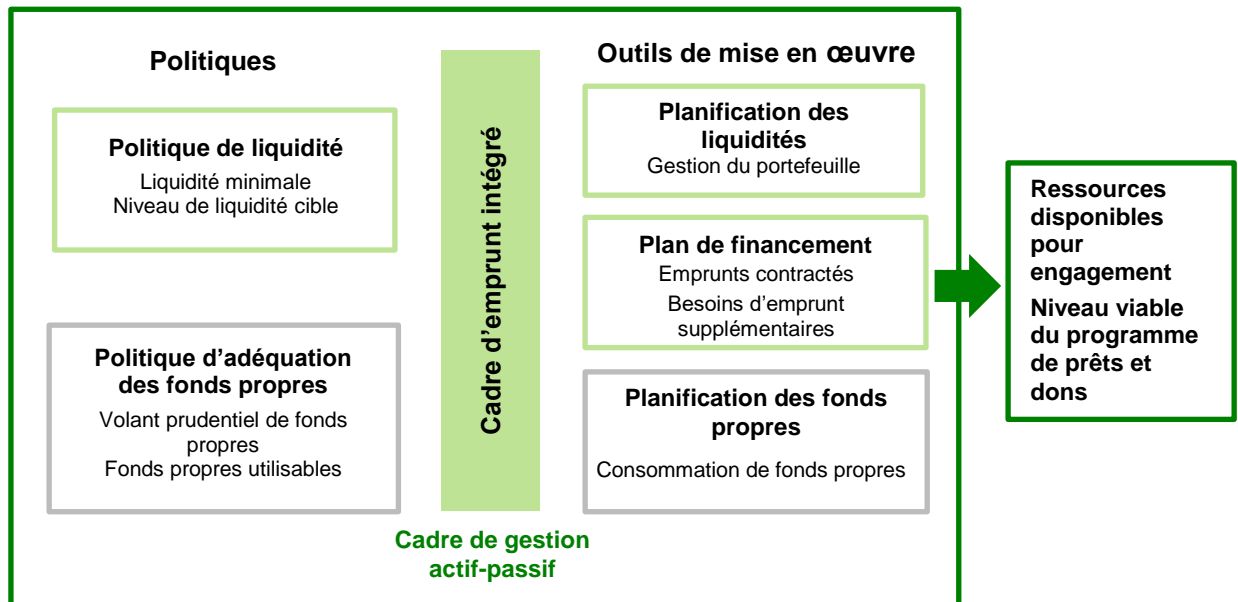 Politiques
Politique de liquidité
Liquidité minimale
Niveau de liquidité cible
Politique d’adéquation
des fonds propres
Volant prudentiel de fonds
propres
Fonds propres utilisables
Cadre d’emprunt intégré
Cadre de gestion
actif-passif
Outils de mise en œuvre
Planification des
liquidités
Gestion du portefeuille
Plan de financement
Emprunts contractés
Besoins d’emprunt
supplémentaires
Planification des fonds
propres
Consommation de fonds propres
Ressources
disponibles
pour
engagement
Niveau viable
du programme
de prêts et
dons